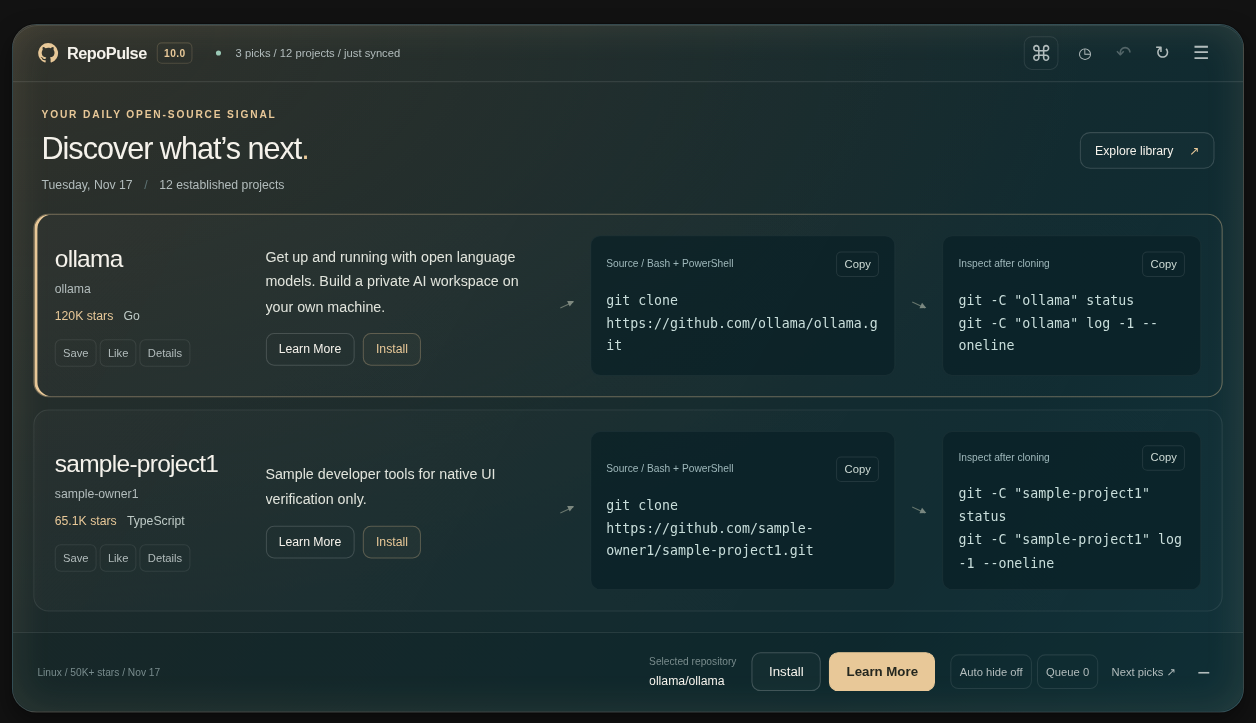 RepoPulse 10.0 3 picks / 12 projects / just synced ⌘ ◷ ↶ ↻ ☰
YOUR DAILY OPEN-SOURCE SIGNAL
Discover what’s next.
Tuesday, Nov 17 / 12 established projects
Explore library ↗
ollama
ollama
120K stars Go
Save Like Details
Get up and running with open language
models. Build a private AI workspace on
your own machine.
Learn More Install
Source / Bash + PowerShell Copy
git clone
https://github.com/ollama/ollama.g
it
Inspect after cloning Copy
git -C "ollama" status
git -C "ollama" log -1 --
oneline
sample-project1
sample-owner1
65.1K stars TypeScript
Save Like Details
Sample developer tools for native UI
verification only.
Learn More Install
Source / Bash + PowerShell Copy
git clone
https://github.com/sample-
owner1/sample-project1.git
Inspect after cloning Copy
git -C "sample-project1"
status
git -C "sample-project1" log
-1 --oneline
Linux / 50K+ stars / Nov 17
Selected repository
ollama/ollama
Install Learn More Auto hide off Queue 0 Next picks ↗ —